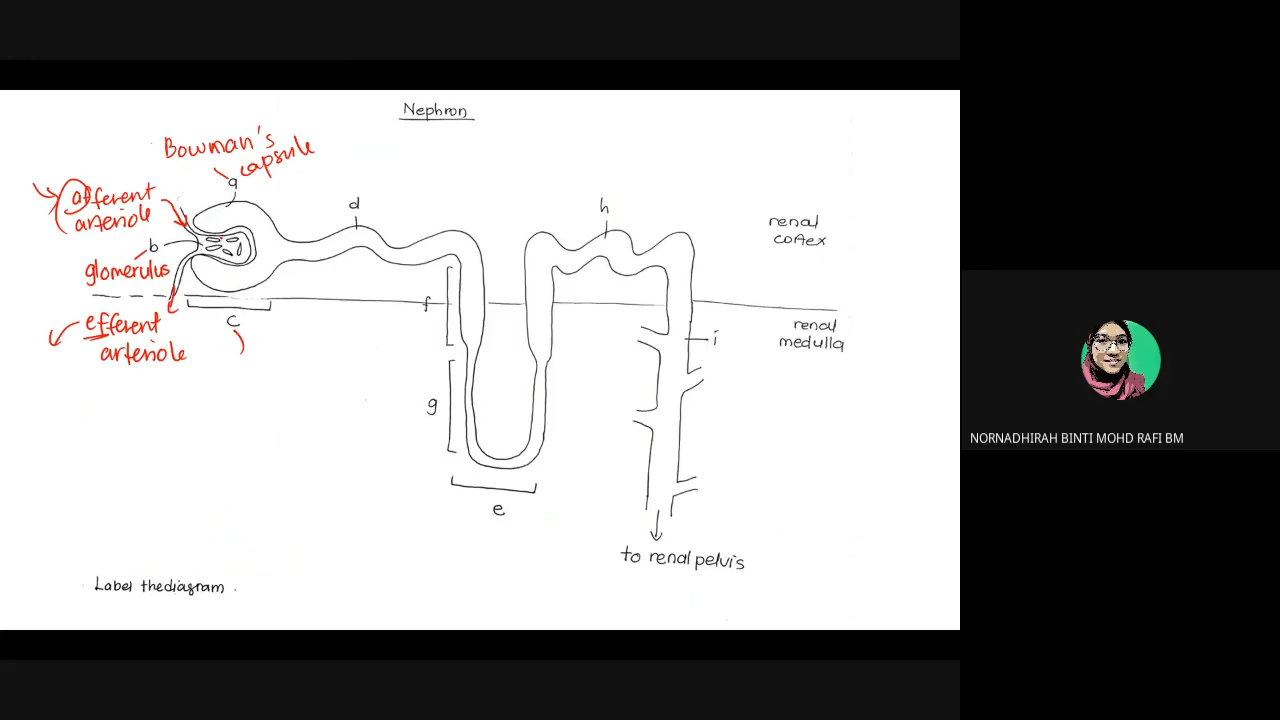 Nephron
Bowman's
capsule
a
afferent
arteriole
b
glomerulus
efferent
arteriole
c
d
f
g
e
h
renal
cortex
renal
medulla
i
to renal pelvis
Label thediagram .
NORNADHIRAH BINTI MOHD RAFI BM